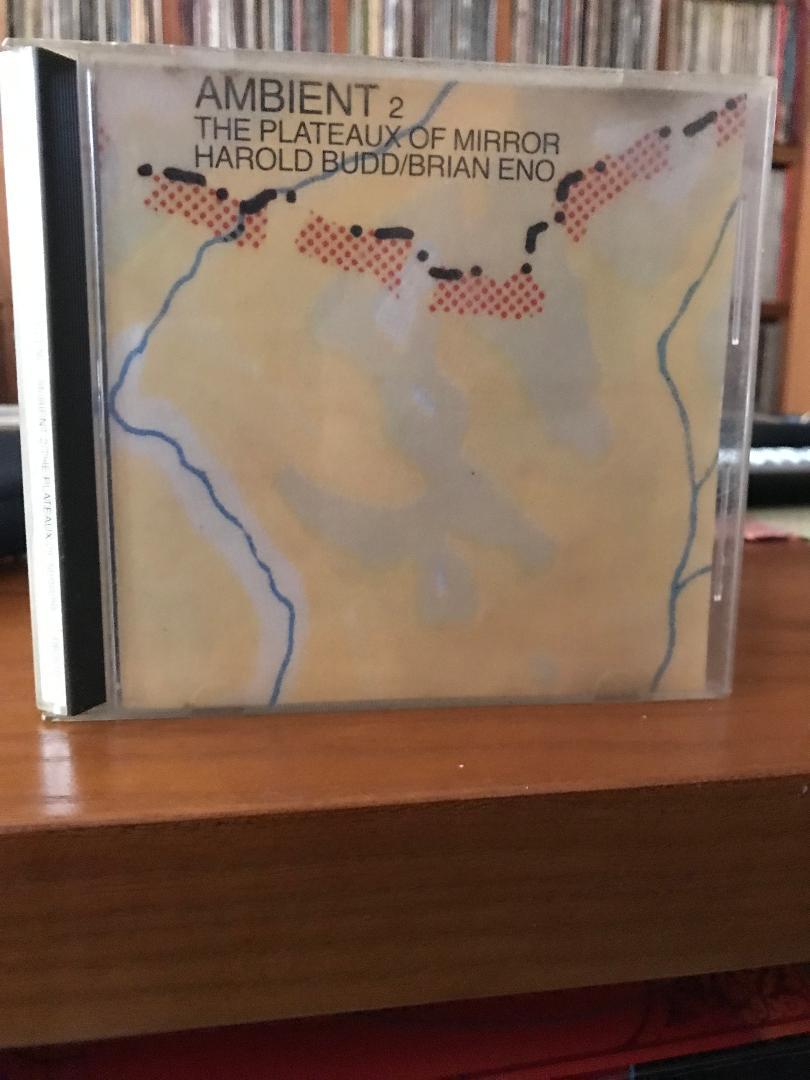 AMBIENT 2
THE PLATEAUX OF MIRROR
HAROLD BUDD/BRIAN ENO